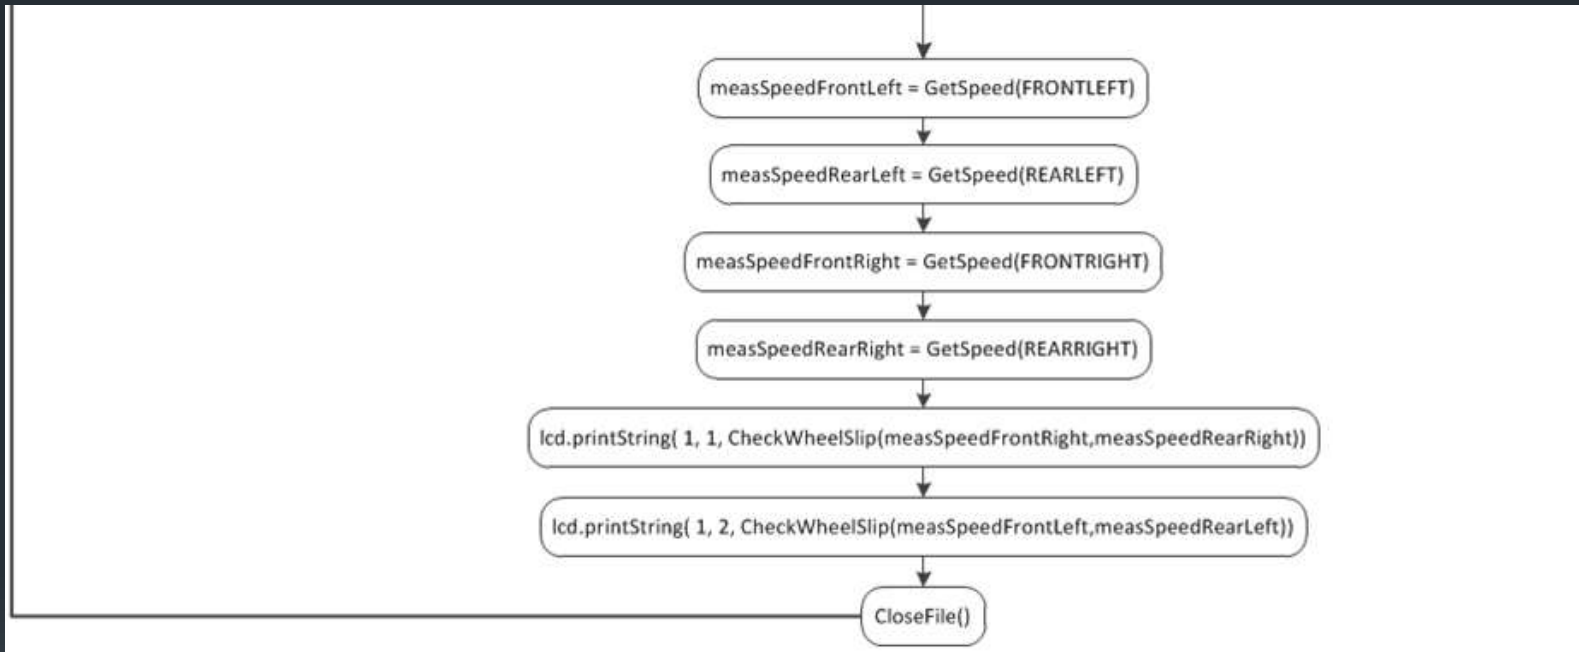 measSpeedFrontLeft = GetSpeed(FRONTLEFT)
measSpeedRearLeft = GetSpeed(REARLEFT)
measSpeedFrontRight = GetSpeed(FRONTRIGHT)
measSpeedRearRight = GetSpeed(REARRIGHT)
lcd.printString( 1, 1, CheckWheelSlip(measSpeedFrontRight,measSpeedRearRight))
lcd.printString( 1, 2, CheckWheelSlip(measSpeedFrontLeft,measSpeedRearLeft))
CloseFile()